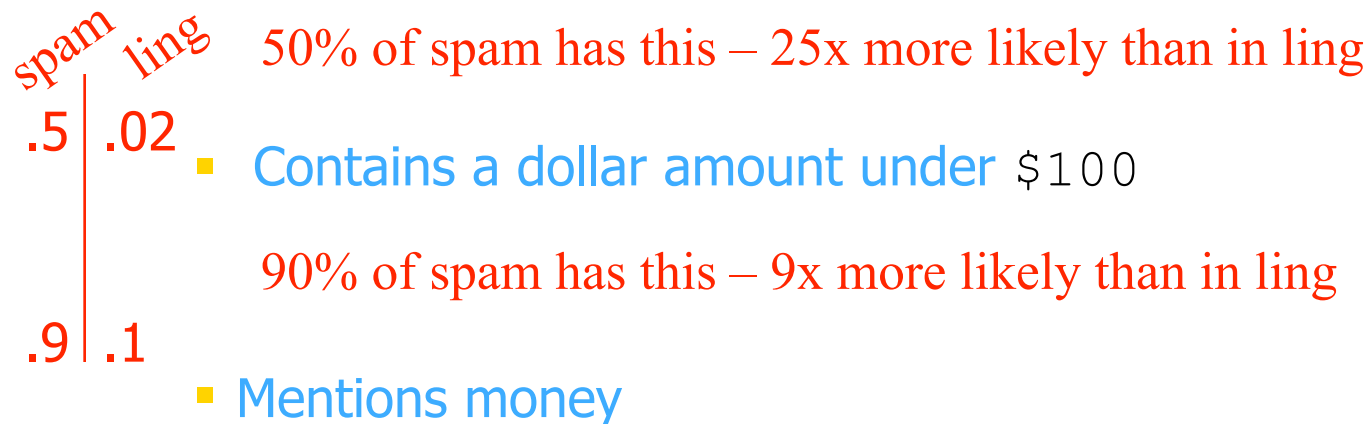 spam ling
50% of spam has this – 25x more likely than in ling
.5 .02
▪ Contains a dollar amount under $100
90% of spam has this – 9x more likely than in ling
.9 .1
▪ Mentions money